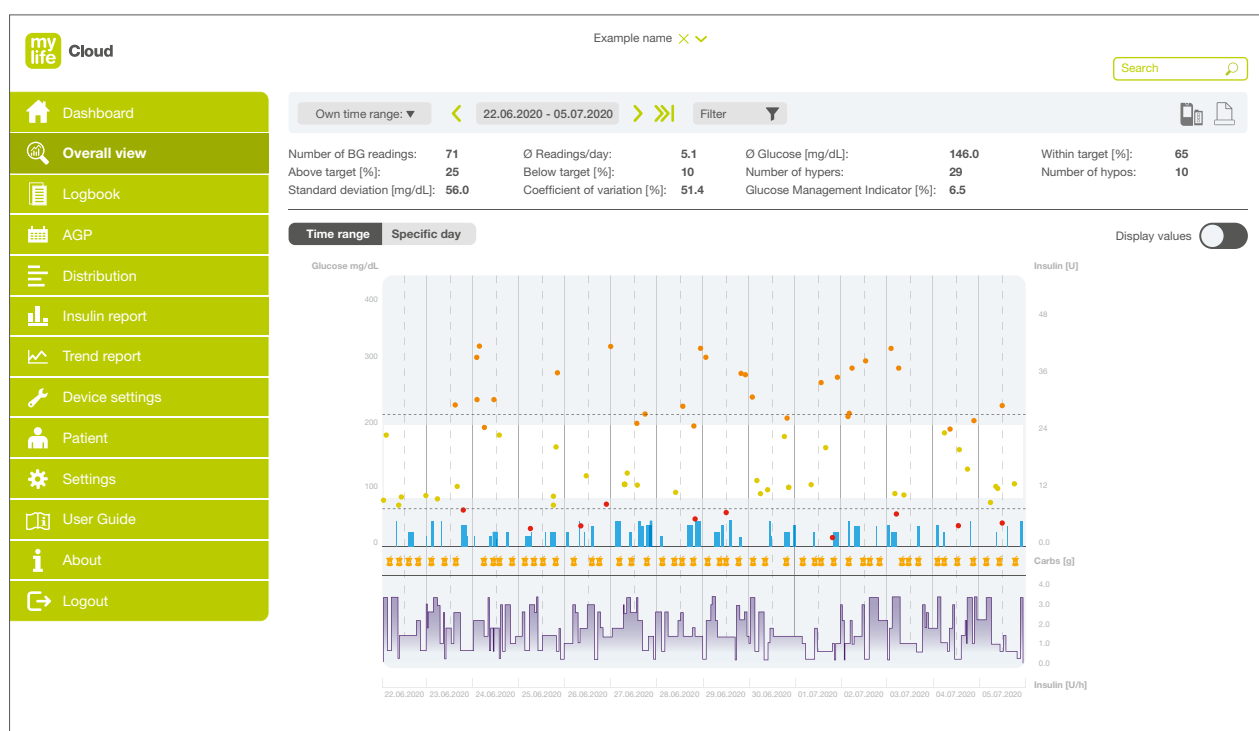 my
life
Cloud
Example name
Search
Dashboard
Overall view
Logbook
AGP
Distribution
Insulin report
Trend report
Device settings
Patient
Settings
User Guide
About
Logout
Own time range: ▼ 22.06.2020 - 05.07.2020 Filter
Number of BG readings: 71 Ø Readings/day: 5.1 Ø Glucose [mg/dL]: 146.0 Within target [%]: 65
Above target [%]: 25 Below target [%]: 10 Number of hypers: 29 Number of hypos: 10
Standard deviation [mg/dL]: 56.0 Coefficient of variation [%]: 51.4 Glucose Management Indicator [%]: 6.5
Time range Specific day Display values
Glucose mg/dL Insulin [U]
400
48
300
36
200
24
100
12
0 0.0
Carbs [g]
4.0
3.0
2.0
1.0
0.0
Insulin [U/h]
22.06.2020 23.06.2020 24.06.2020 25.06.2020 26.06.2020 27.06.2020 28.06.2020 29.06.2020 30.06.2020 01.07.2020 02.07.2020 03.07.2020 04.07.2020 05.07.2020